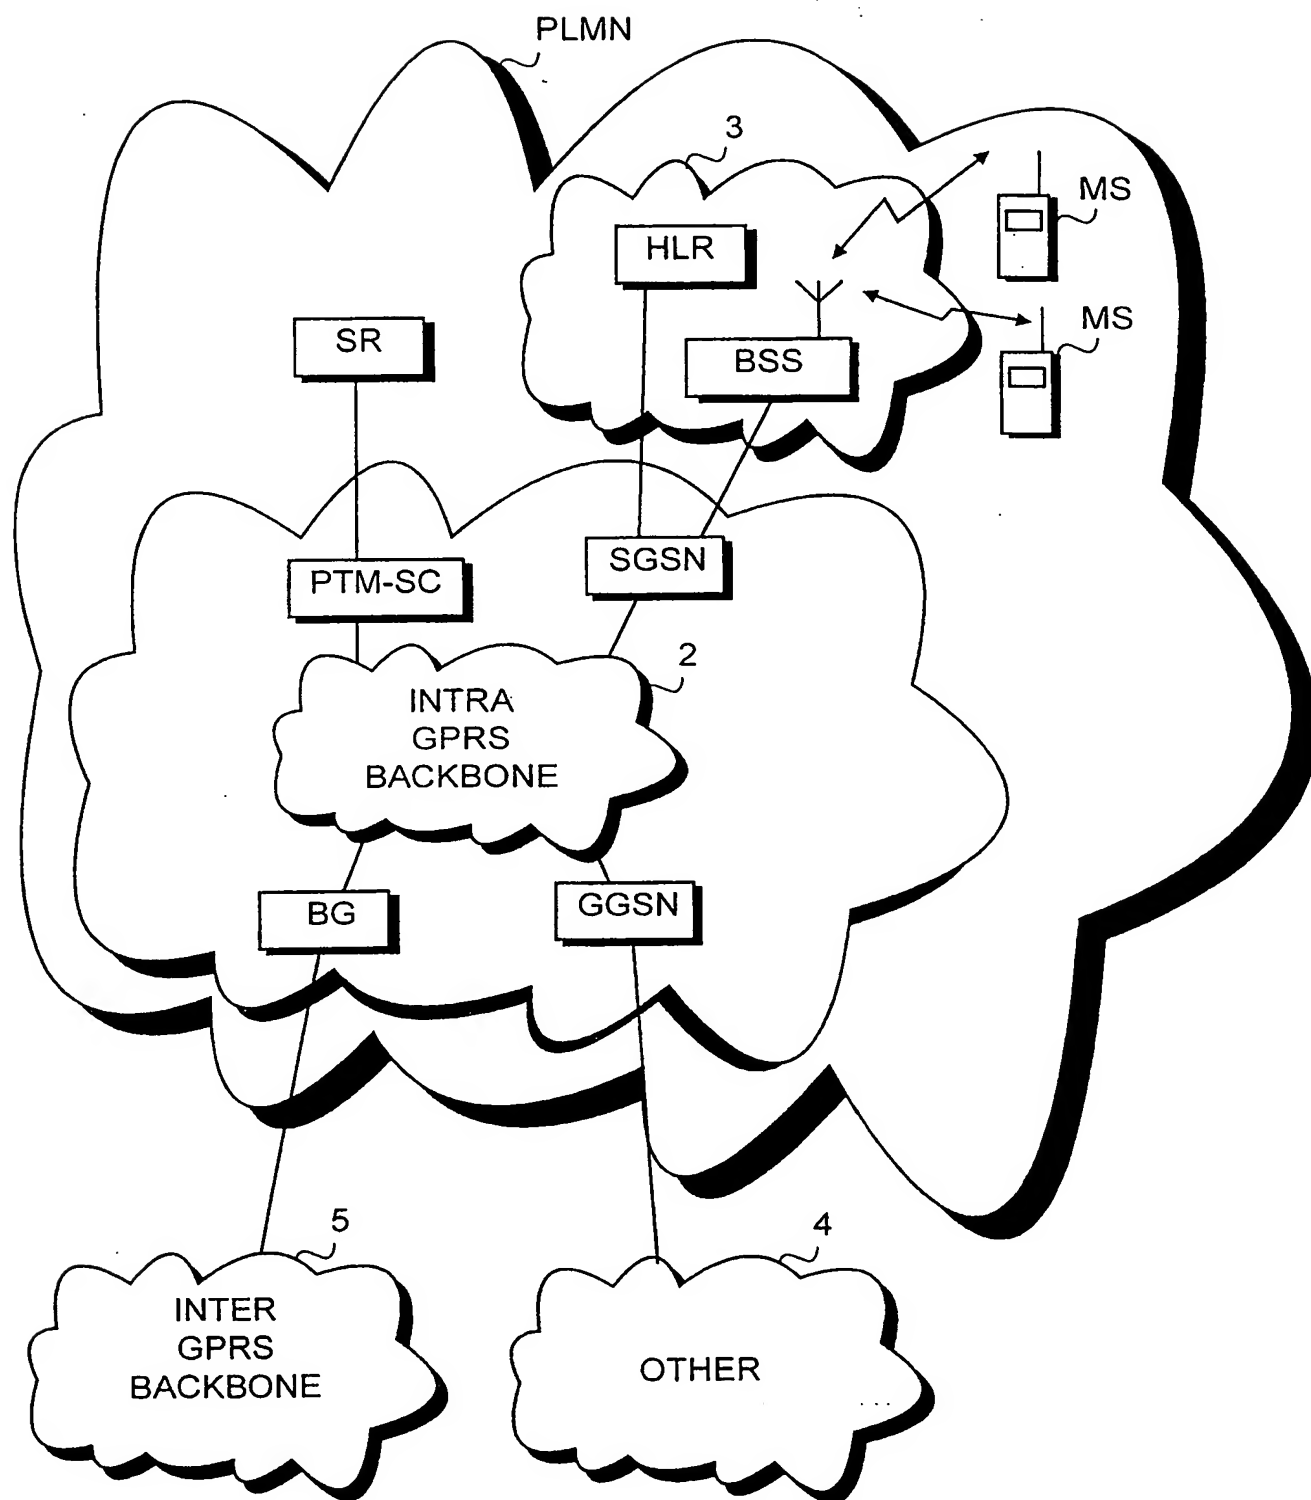 PLMN
3
MS
HLR
MS
SR
BSS
PTM-SC
SGSN
2
INTRA
GPRS
BACKBONE
BG
GGSN
5
4
INTER
GPRS
BACKBONE
OTHER
...